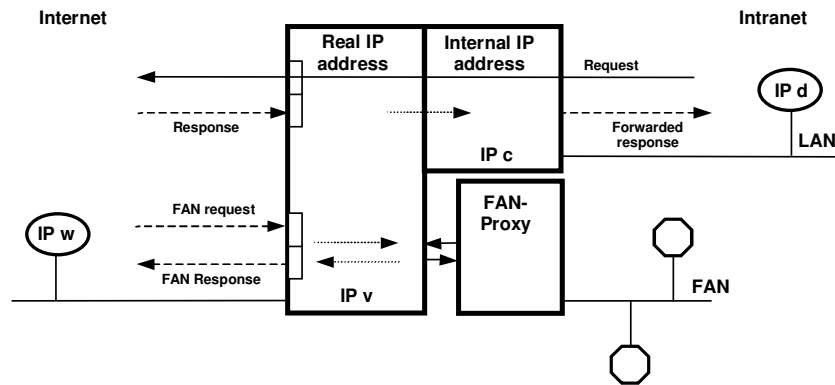 Internet
Intranet
Real IP
address
Internal IP
address
Request
IP d
Response
Forwarded
response
LAN
IP c
FAN request
FAN-
Proxy
IP w
FAN Response
FAN
IP v